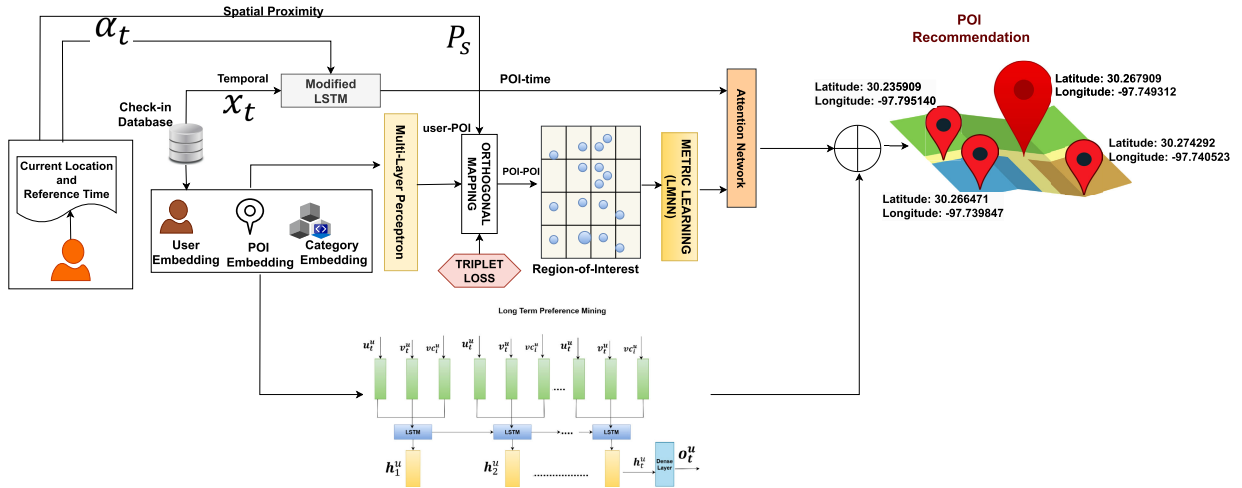 Spatial Proximity
α_t
P_s
POI
Recommendation
Latitude: 30.235909
Longitude: -97.795140
Latitude: 30.267909
Longitude: -97.749312
Latitude: 30.274292
Longitude: -97.740523
Latitude: 30.266471
Longitude: -97.739847
Temporal
x_t
Modified
LSTM
POI-time
Attention Network
Check-in
Database
Multi-Layer Perceptron
user-POI
ORTHOGONAL
MAPPING
POI-POI
METRIC LEARNING
(LMNN)
Current Location
and
Reference Time
User
Embedding
POI
Embedding
Category
Embedding
TRIPLET
LOSS
Region-of-Interest
Long Term Preference Mining
u_t^u
v_t^u
vc_l^u
u_t^u
v_t^u
vc_l^u
u_t^u
v_t^u
vc_l^u
....
LSTM
LSTM
....
LSTM
h_1^u
h_2^u
................
h_t^u
Dense
Layer
o_t^u